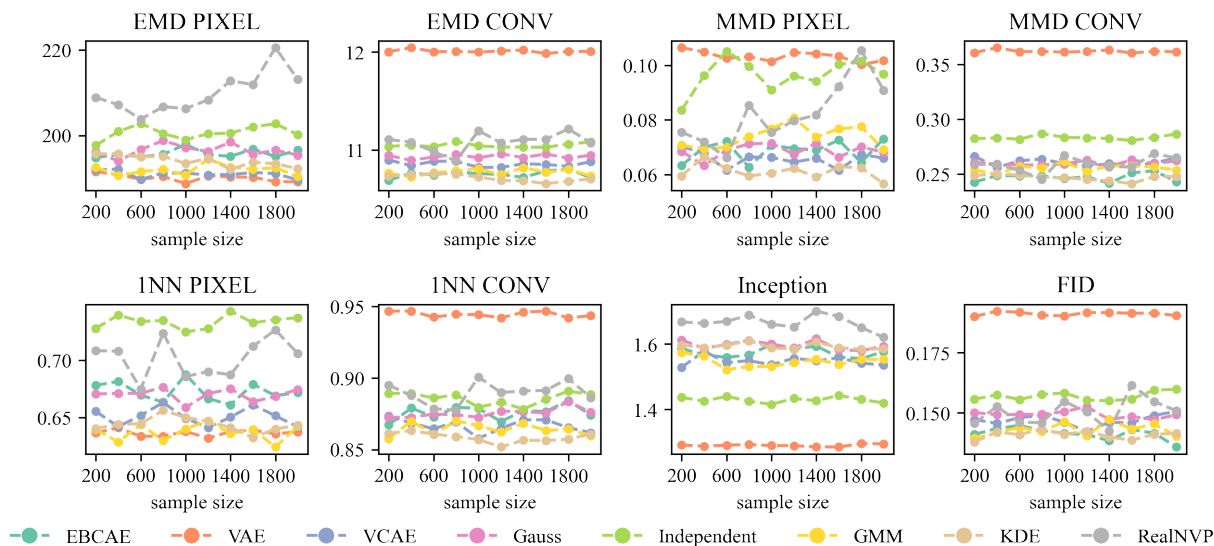 EMD PIXEL EMD CONV MMD PIXEL MMD CONV
220
200
12
11
0.10
0.08
0.06
0.35
0.30
0.25
200 600 1000 1400 1800 200 600 1000 1400 1800 200 600 1000 1400 1800 200 600 1000 1400 1800
sample size sample size sample size sample size
1NN PIXEL 1NN CONV Inception FID
0.70
0.65
0.95
0.90
0.85
1.6
1.4
0.175
0.150
200 600 1000 1400 1800 200 600 1000 1400 1800 200 600 1000 1400 1800 200 600 1000 1400 1800
sample size sample size sample size sample size
EBCAE VAE VCAE Gauss Independent GMM KDE RealNVP